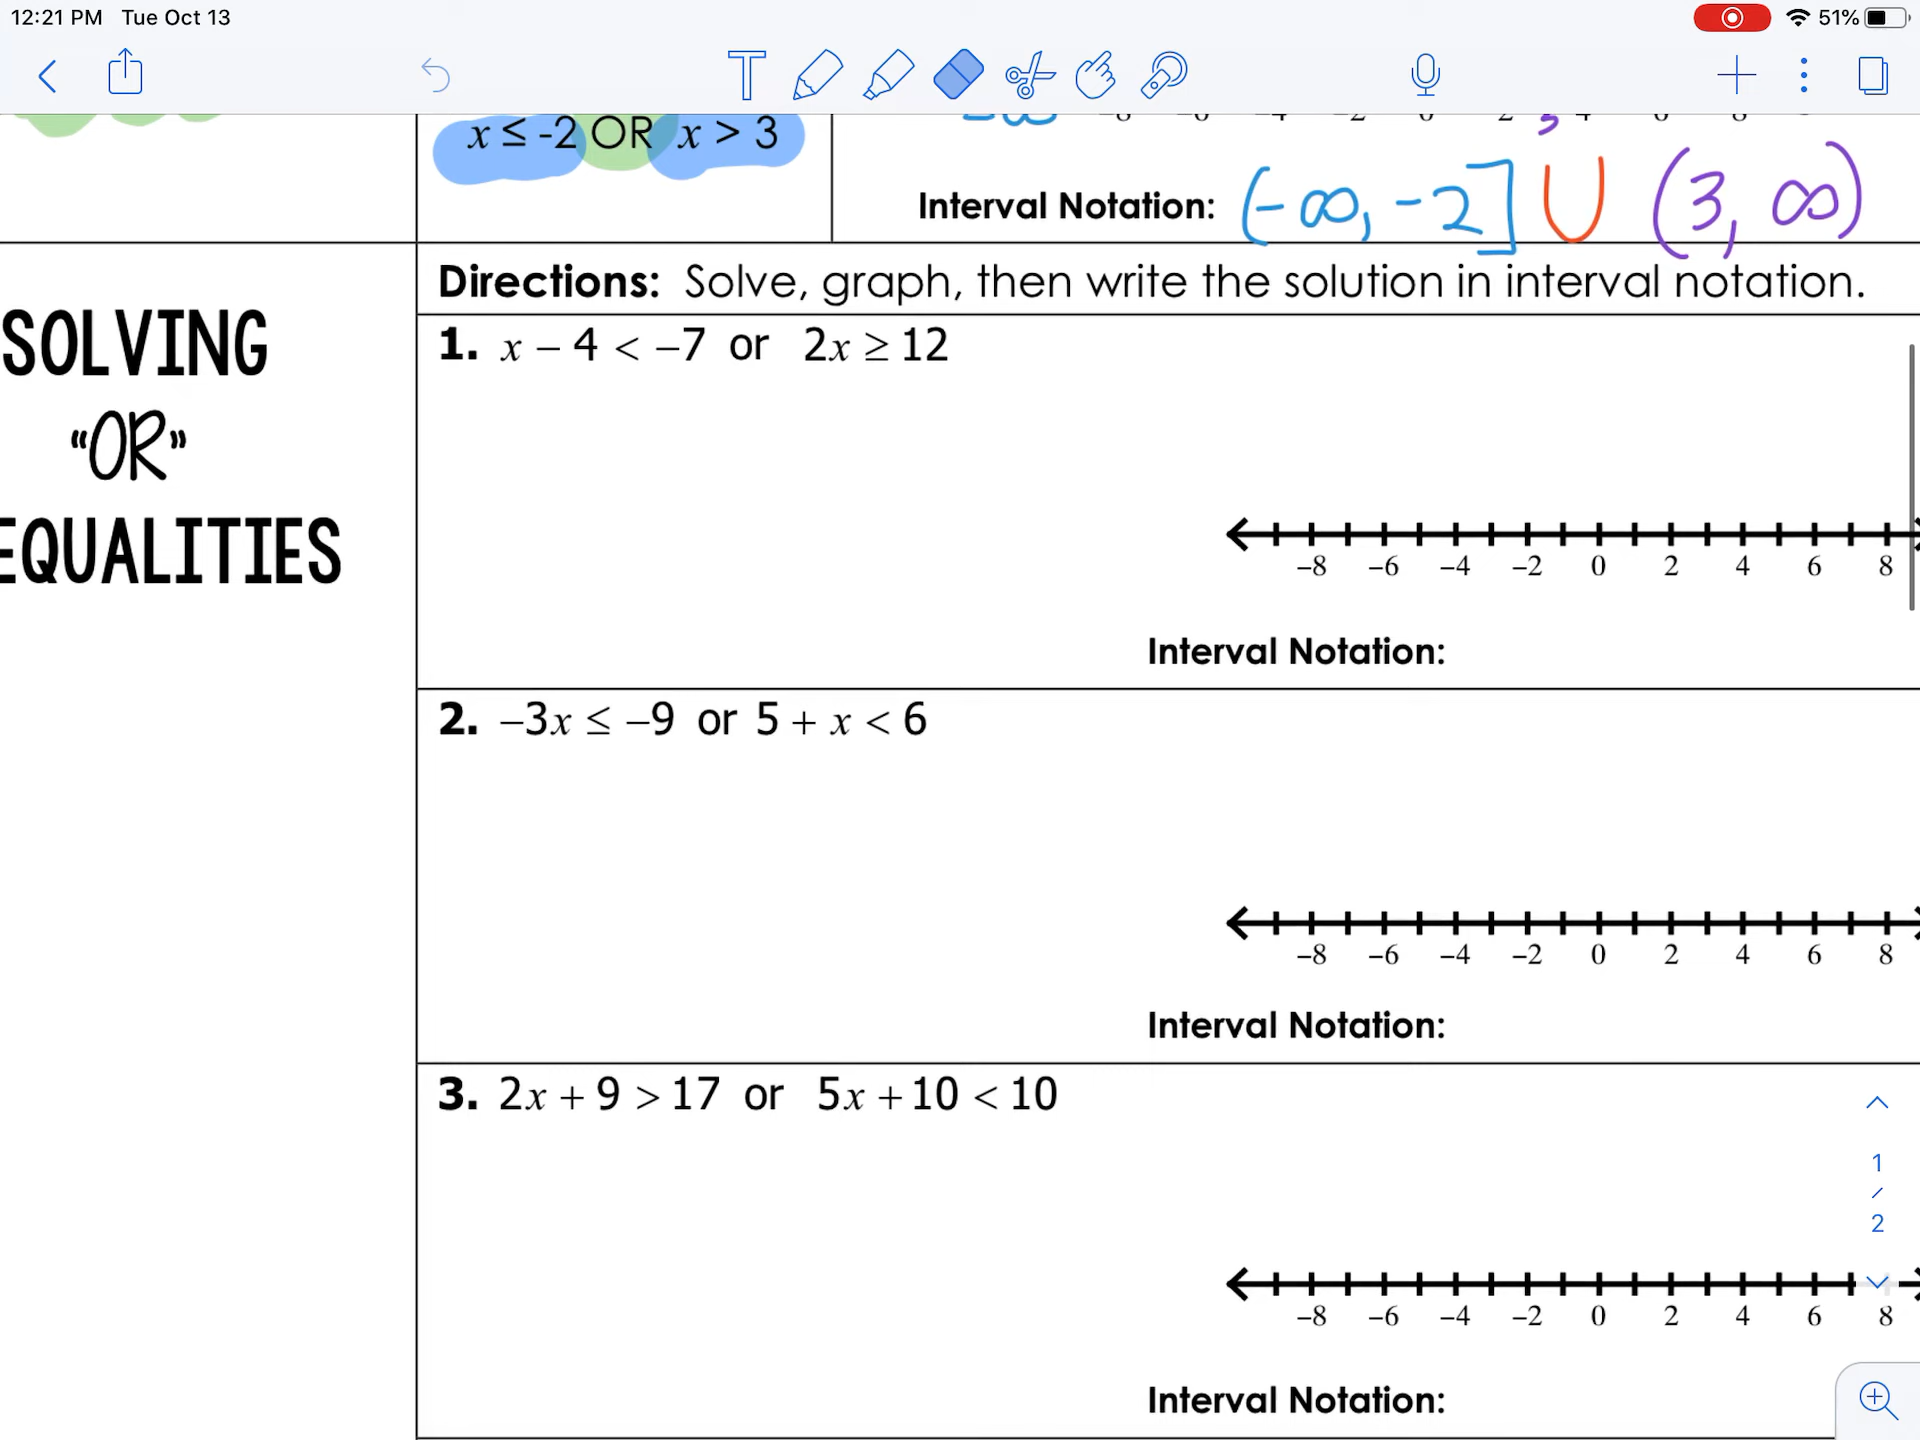 12:21 PM Tue Oct 13
51%
x ≤ -2 OR x > 3
Interval Notation: (-∞, -2] ∪ (3, ∞)
Directions: Solve, graph, then write the solution in interval notation.
SOLVING
“OR”
EQUALITIES
1. x – 4 < –7 or 2x ≥ 12
–8 –6 –4 –2 0 2 4 6 8
Interval Notation:
2. –3x ≤ –9 or 5 + x < 6
–8 –6 –4 –2 0 2 4 6 8
Interval Notation:
3. 2x + 9 > 17 or 5x + 10 < 10
1
/
2
–8 –6 –4 –2 0 2 4 6 8
Interval Notation: